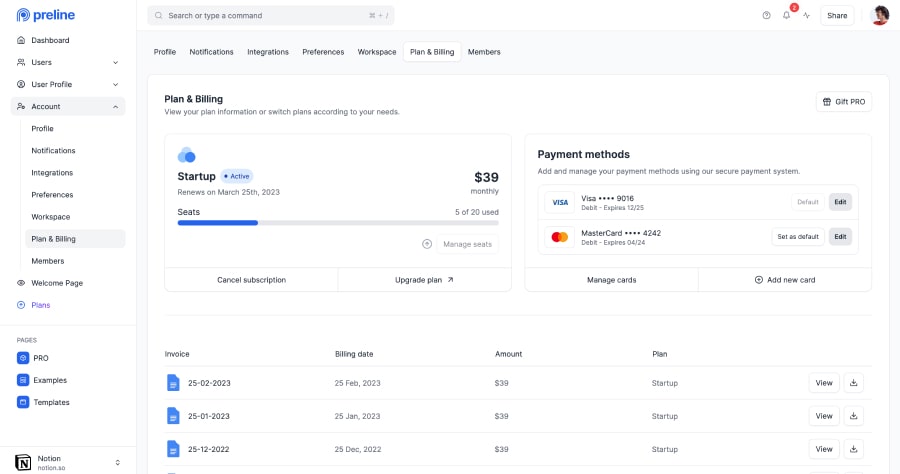 preline
Search or type a command
⌘ + /
2
Share
Dashboard
Users
User Profile
Account
Profile
Notifications
Integrations
Preferences
Workspace
Plan & Billing
Members
Welcome Page
Plans
PAGES
PRO
Examples
Templates
Notion
notion.so
Profile
Notifications
Integrations
Preferences
Workspace
Plan & Billing
Members
Plan & Billing
View your plan information or switch plans according to your needs.
Gift PRO
Startup
Active
Renews on March 25th, 2023
$39
monthly
Seats
5 of 20 used
Manage seats
Cancel subscription
Upgrade plan
Payment methods
Add and manage your payment methods using our secure payment system.
VISA
Visa •••• 9016
Debit - Expires 12/25
Default
Edit
MasterCard •••• 4242
Debit - Expires 04/24
Set as default
Edit
Manage cards
Add new card
Invoice
Billing date
Amount
Plan
25-02-2023
25 Feb, 2023
$39
Startup
View
25-01-2023
25 Jan, 2023
$39
Startup
View
25-12-2022
25 Dec, 2022
$39
Startup
View